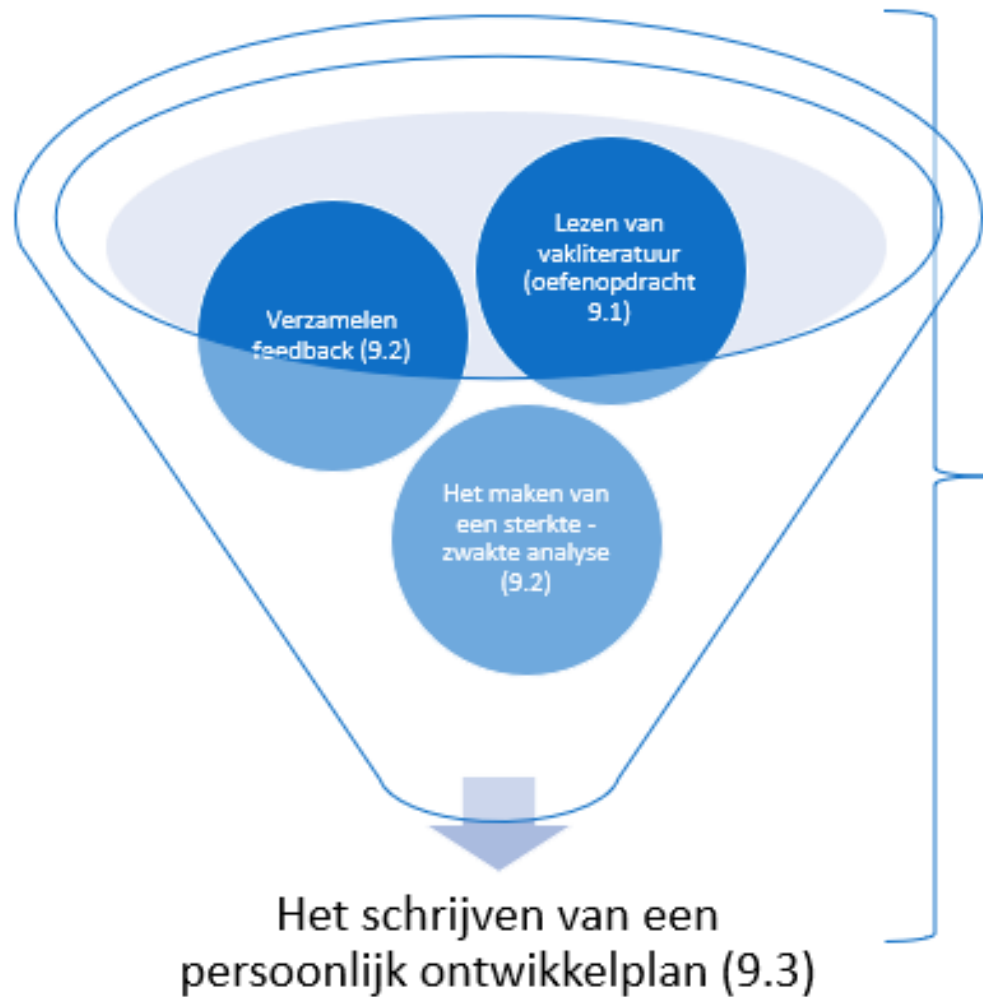 Lezen van
vakliteratuur
(oefenopdracht
9.1)
Verzamelen
feedback (9.2)
Het maken van
een sterkte -
zwakte analyse
(9.2)
Het schrijven van een
persoonlijk ontwikkelplan (9.3)